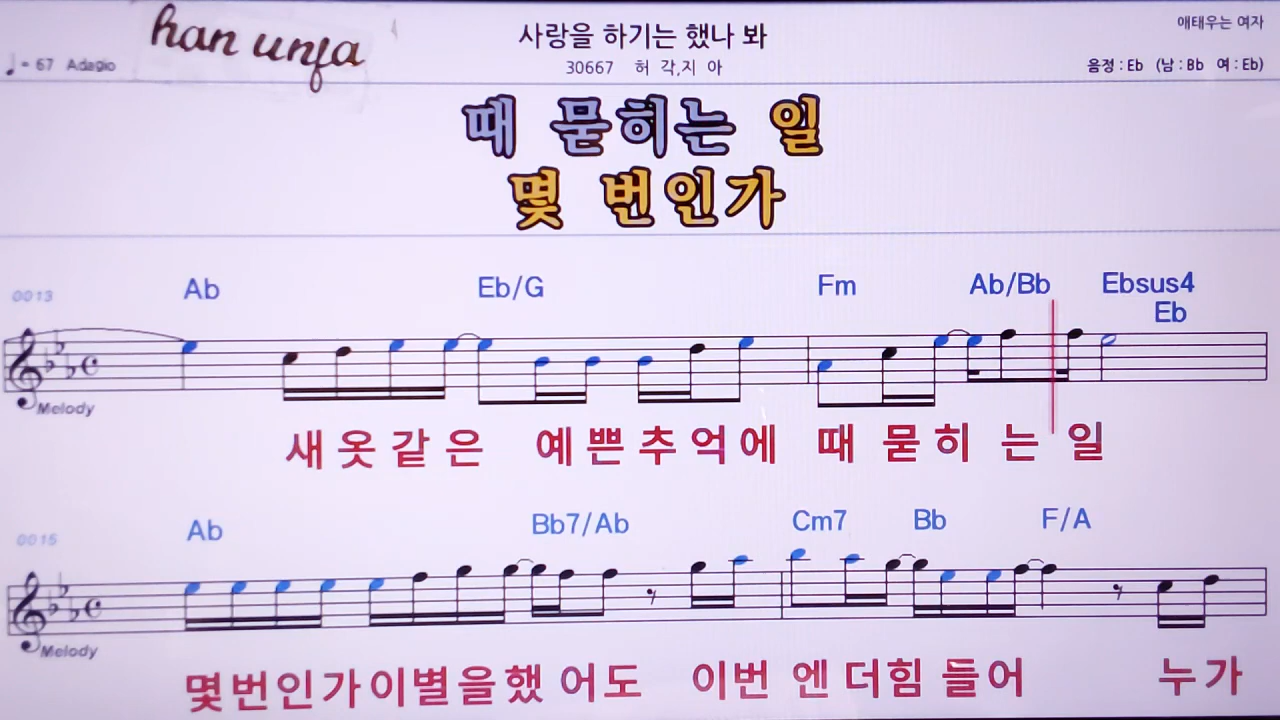 han unfa
사랑을 하기는 했나 봐
애태우는 여자
♩= 67 Adagio
30667 허 각,지 아
음정 : Eb (남 : Bb 여 : Eb)
때 묻히는 일
몇 번인가
0013 Ab Eb/G Fm Ab/Bb Ebsus4
Eb
Melody
새 옷 같 은 예 쁜 추 억 에 때 묻 히 는 일
0015 Ab Bb7/Ab Cm7 Bb F/A
Melody
몇 번 인 가 이 별 을 했 어 도 이 번 엔 더 힘 들 어 누 가